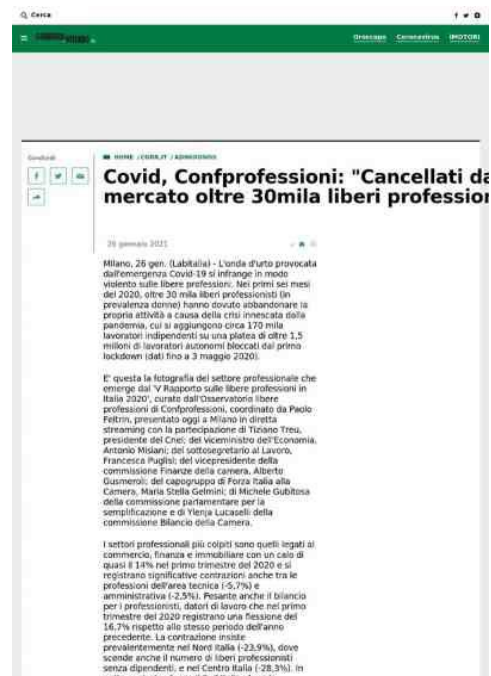 Cerca
Oroscopo Coronavirus IMOTORI
Condividi
HOME / CORR.IT / ADNKRONOS
Covid, Confprofessioni: "Cancellati da
mercato oltre 30mila liberi profession
26 gennaio 2021
Milano, 26 gen. (Labitalia) - L'onda d'urto provocata
dall'emergenza Covid-19 si infrange in modo
violento sulle libere professioni. Nei primi sei mesi
del 2020, oltre 30 mila liberi professionisti (in
prevalenza donne) hanno dovuto abbandonare la
propria attività a causa della crisi innescata dalla
pandemia, cui si aggiungono circa 170 mila
lavoratori indipendenti su una platea di oltre 1,5
milioni di lavoratori autonomi bloccati dal primo
lockdown (dati fino a 3 maggio 2020).
E' questa la fotografia del settore professionale che
emerge dal 'V Rapporto sulle libere professioni in
Italia 2020', curato dall'Osservatorio libere
professioni di Confprofessioni, coordinato da Paolo
Feltrin, presentato oggi a Milano in diretta
streaming con la partecipazione di Tiziano Treu,
presidente del Cnel; del viceministro dell'Economia,
Antonio Misiani; del sottosegretario al Lavoro,
Francesca Puglisi; del vicepresidente della
commissione Finanze della camera, Alberto
Gusmeroli; del capogruppo di Forza Italia alla
Camera, Maria Stella Gelmini; di Michele Gubitosa
della commissione parlamentare per la
semplificazione e di Ylenja Lucaselli della
commissione Bilancio della Camera.
I settori professionali più colpiti sono quelli legati al
commercio, finanza e immobiliare con un calo di
quasi il 14% nel primo trimestre del 2020 e si
registrano significative contrazioni anche tra le
professioni dell'area tecnica (-5,7%) e
amministrativa (-2,5%). Pesante anche il bilancio
per i professionisti, datori di lavoro che nel primo
trimestre del 2020 registrano una flessione del
16,7% rispetto allo stesso periodo dell'anno
precedente. La contrazione insiste
prevalentemente nel Nord Italia (-23,9%), dove
scende anche il numero di liberi professionisti
senza dipendenti, e nel Centro Italia (-28,3%). In